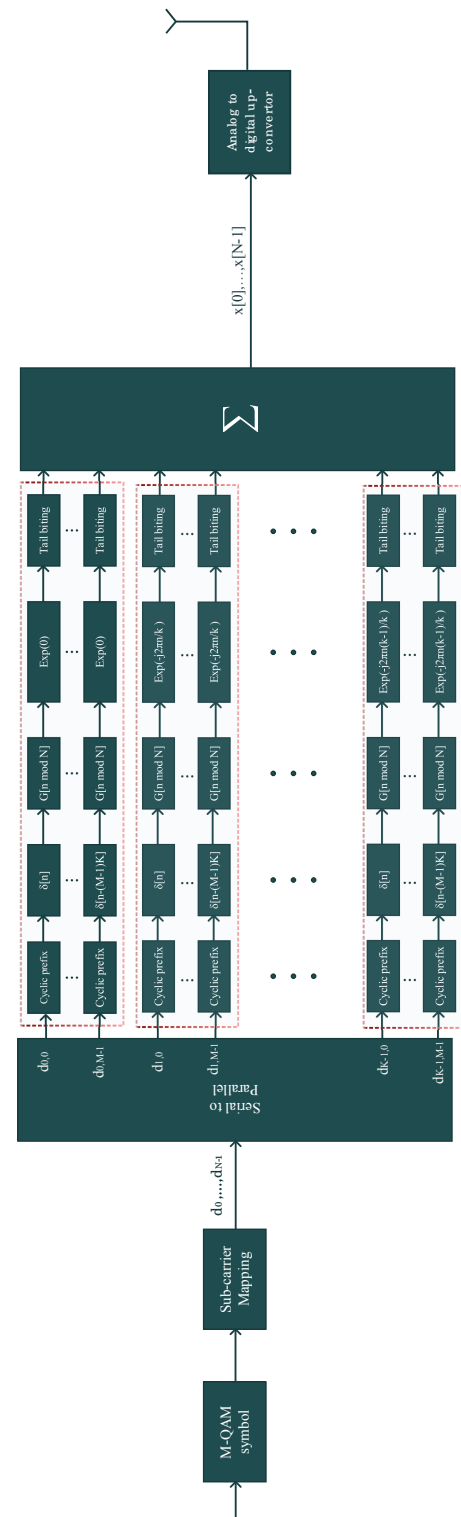 M-QAM
symbol
Sub-carrier
Mapping
d0,...,dN-1
Serial to
Parallel
d0,0
Cyclic prefix
δ[n]
G[n mod N]
Exp(0)
Tail biting
... ... ... ... ...
d0,M-1
Cyclic prefix
δ[n-(M-1)K]
G[n mod N]
Exp(0)
Tail biting
d1,0
Cyclic prefix
δ[n]
G[n mod N]
Exp(-j2πn/k )
Tail biting
... ... ... ... ...
d1,M-1
Cyclic prefix
δ[n-(M-1)K]
G[n mod N]
Exp(-j2πn/k )
Tail biting
dK-1,0
Cyclic prefix
δ[n]
G[n mod N]
Exp(-j2πn(k-1)/k )
Tail biting
... ... ... ... ...
dK-1,M-1
Cyclic prefix
δ[n-(M-1)K]
G[n mod N]
Exp(-j2πn(k-1)/k )
Tail biting
Σ
x[0],...,x[N-1]
Analog to
digital up-
convertor